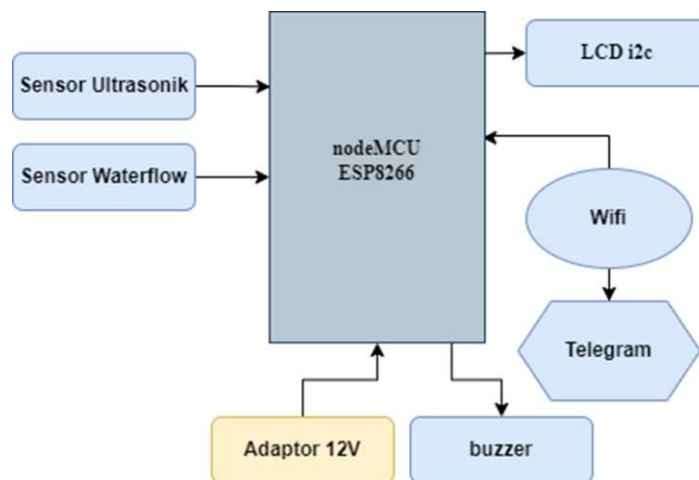 Sensor Ultrasonik
Sensor Waterflow
nodeMCU
ESP8266
LCD i2c
Wifi
Telegram
Adaptor 12V
buzzer